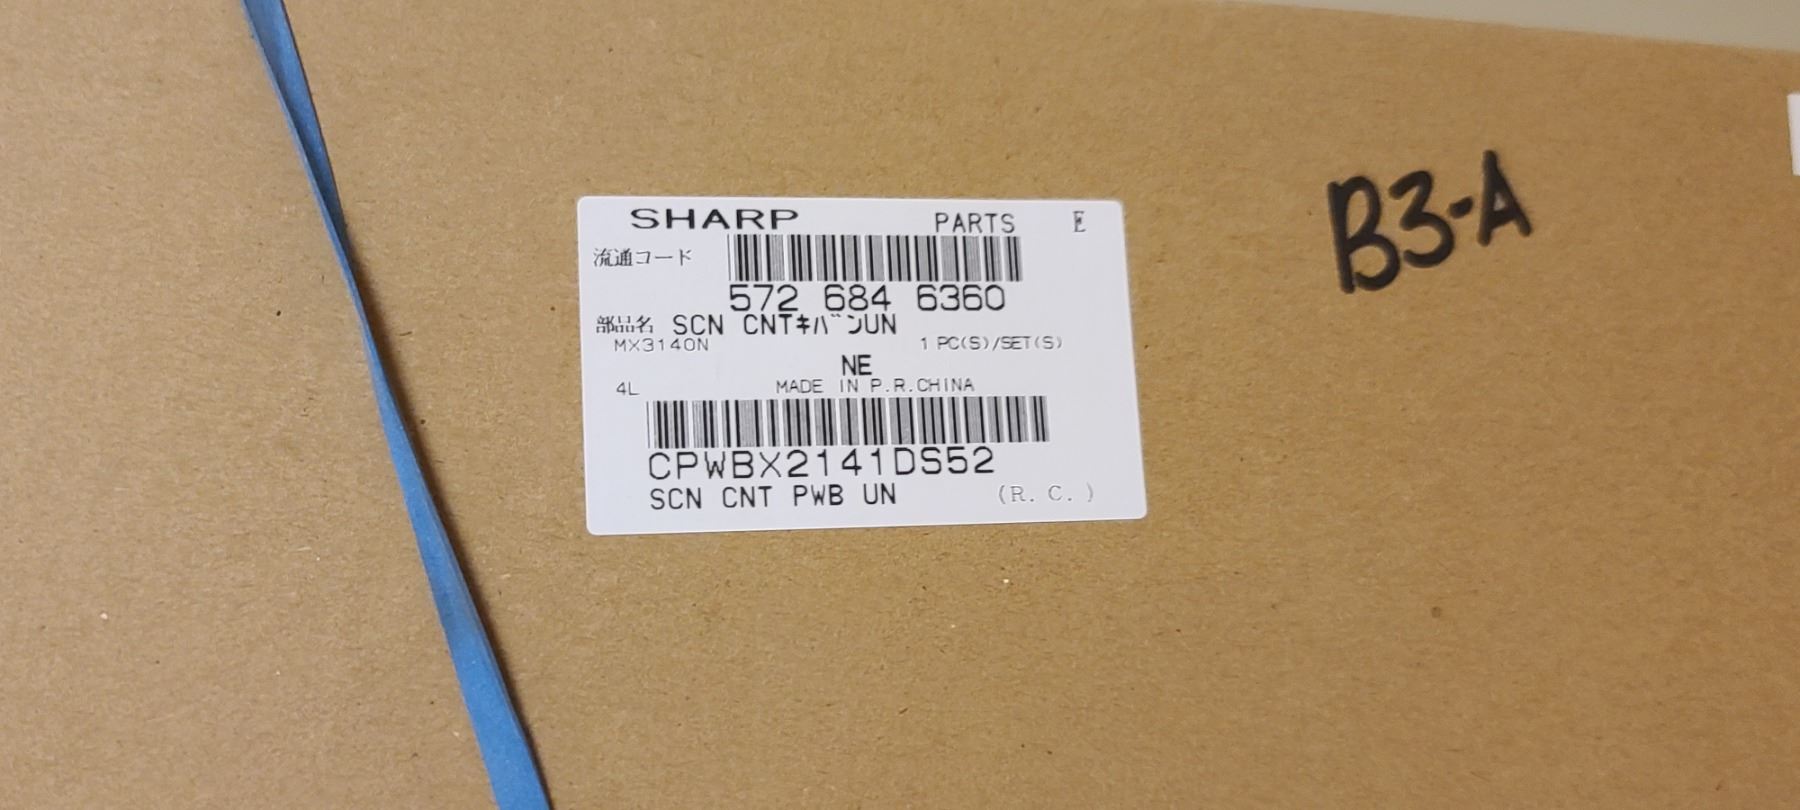 SHARP PARTS E
流通コード
572 684 6360
部品名 SCN CNTキバンUN
MX3140N 1 PC(S)/SET(S)
NE
4L MADE IN P.R.CHINA
CPWBX2141DS52
SCN CNT PWB UN (R. C. )
B3-A